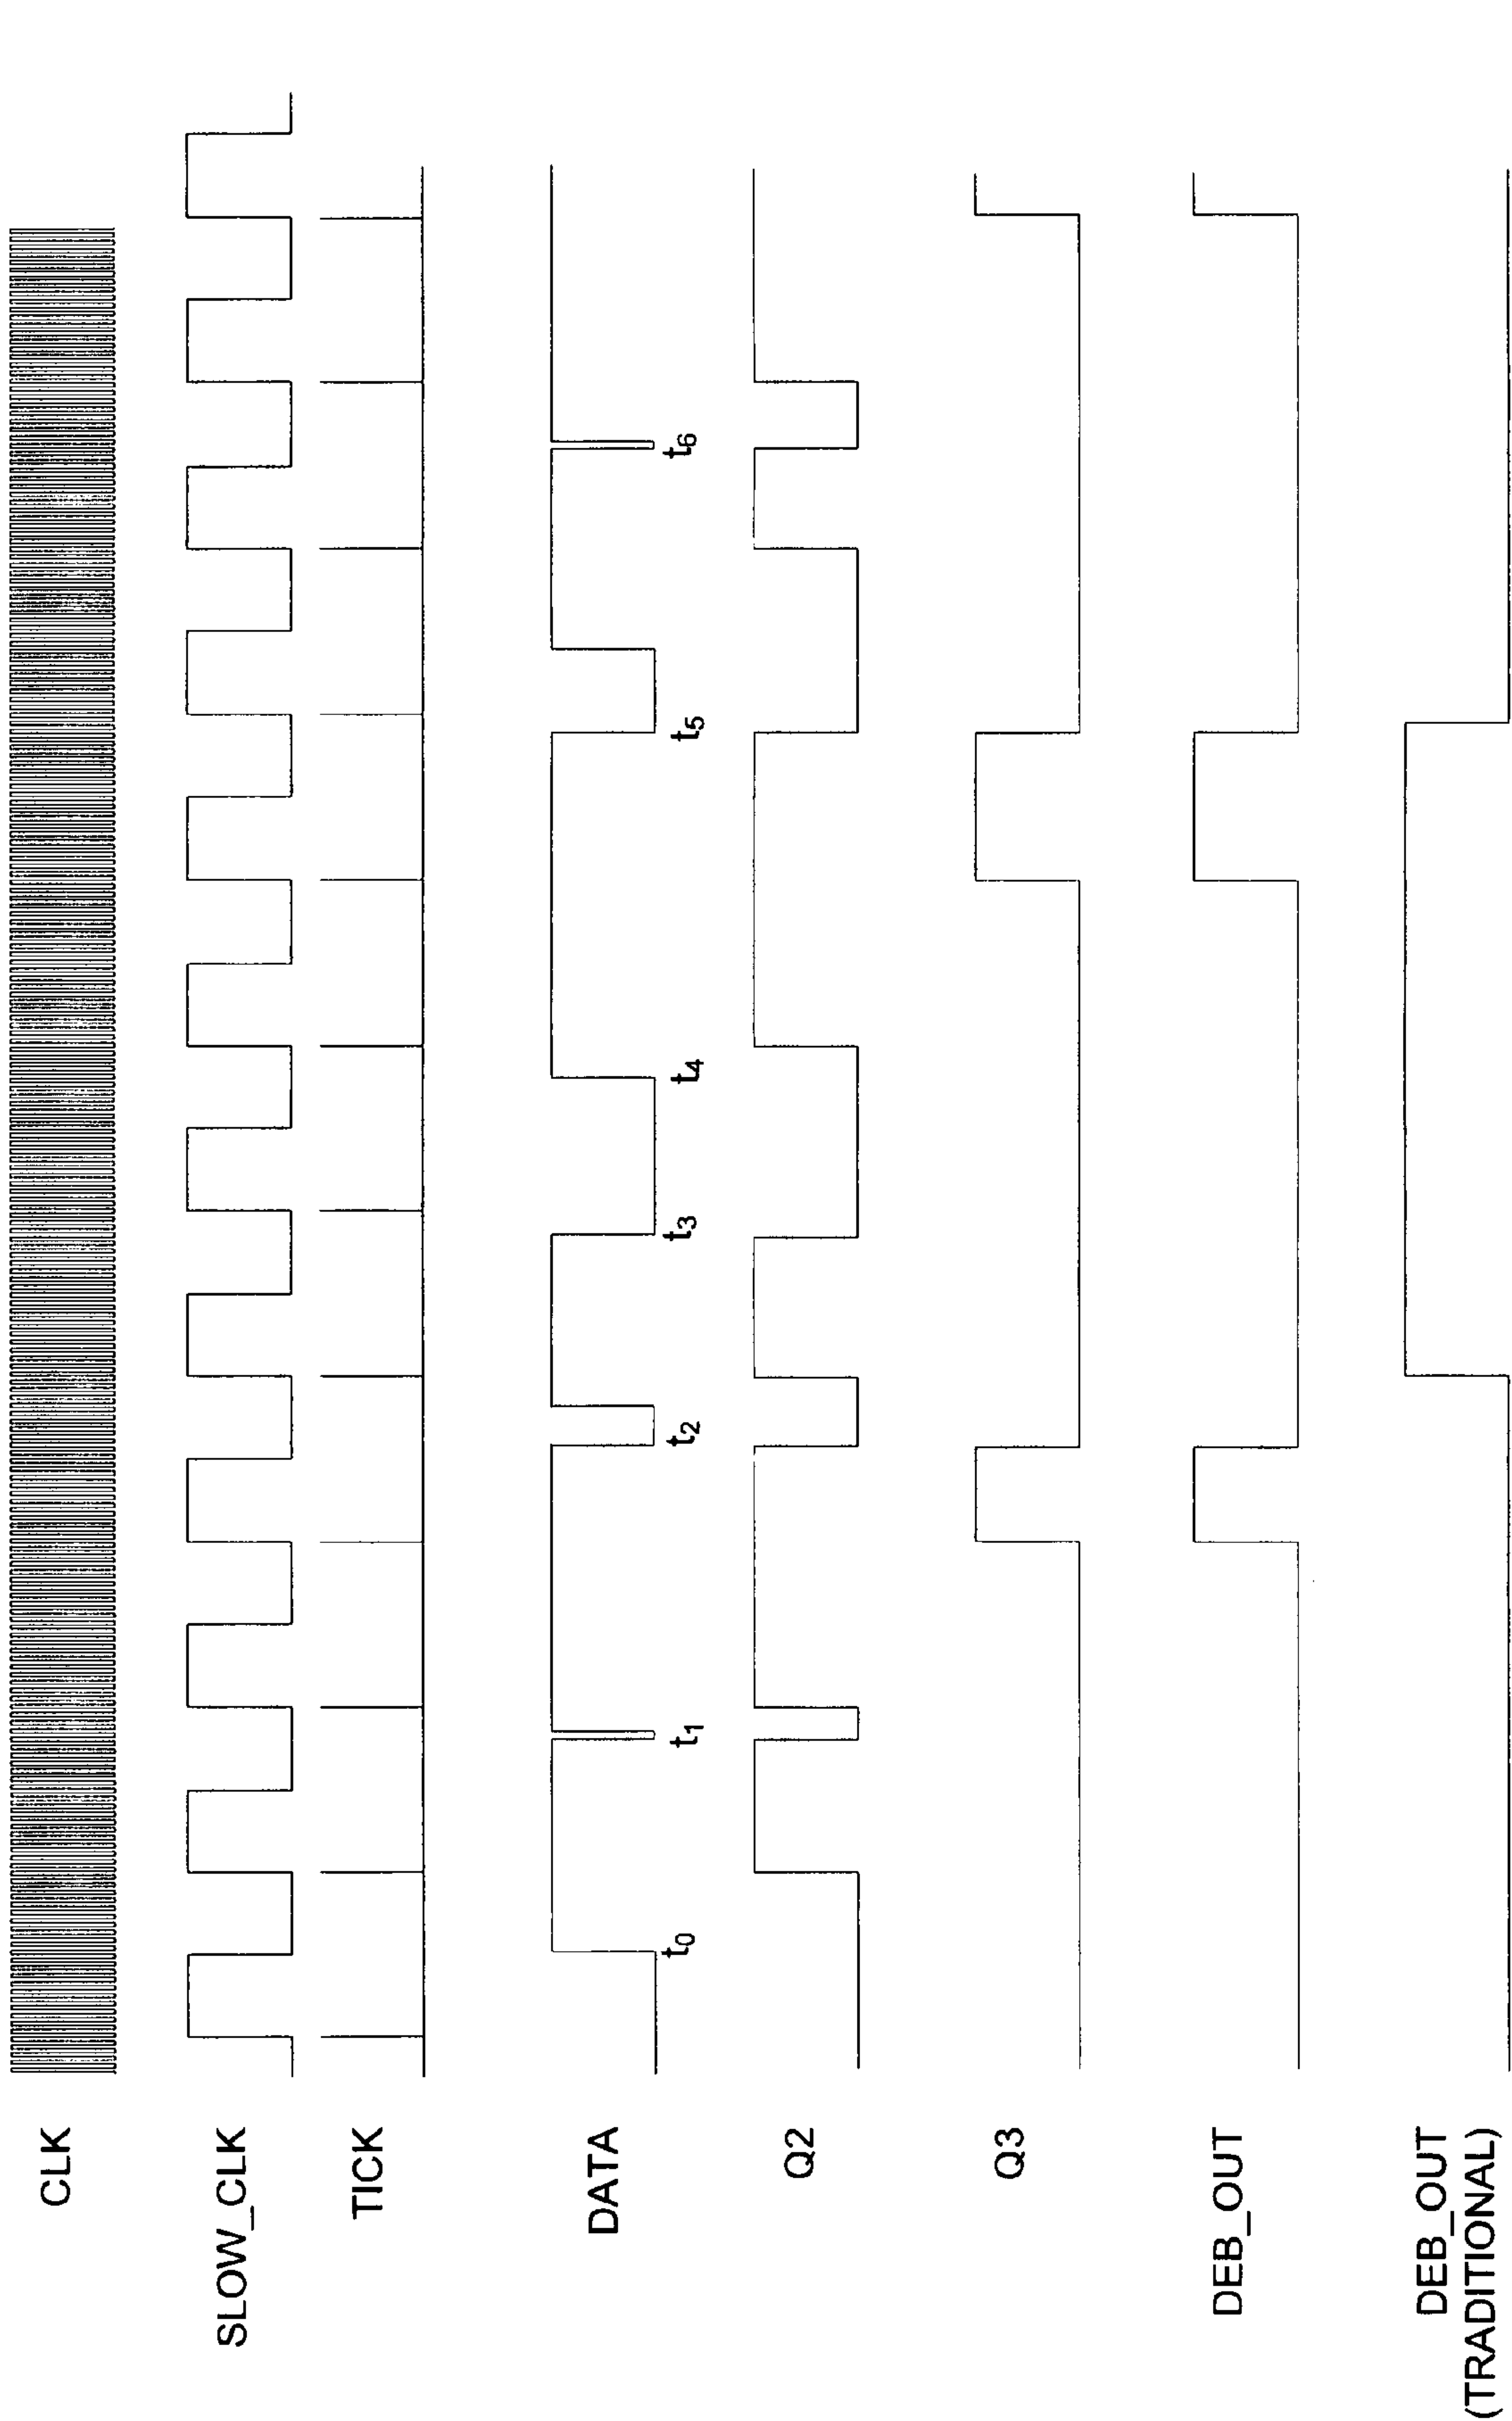 CLK
SLOW_CLK
TICK
DATA
t0 t1 t2 t3 t4 t5 t6
Q2
Q3
DEB_OUT
DEB_OUT
(TRADITIONAL)